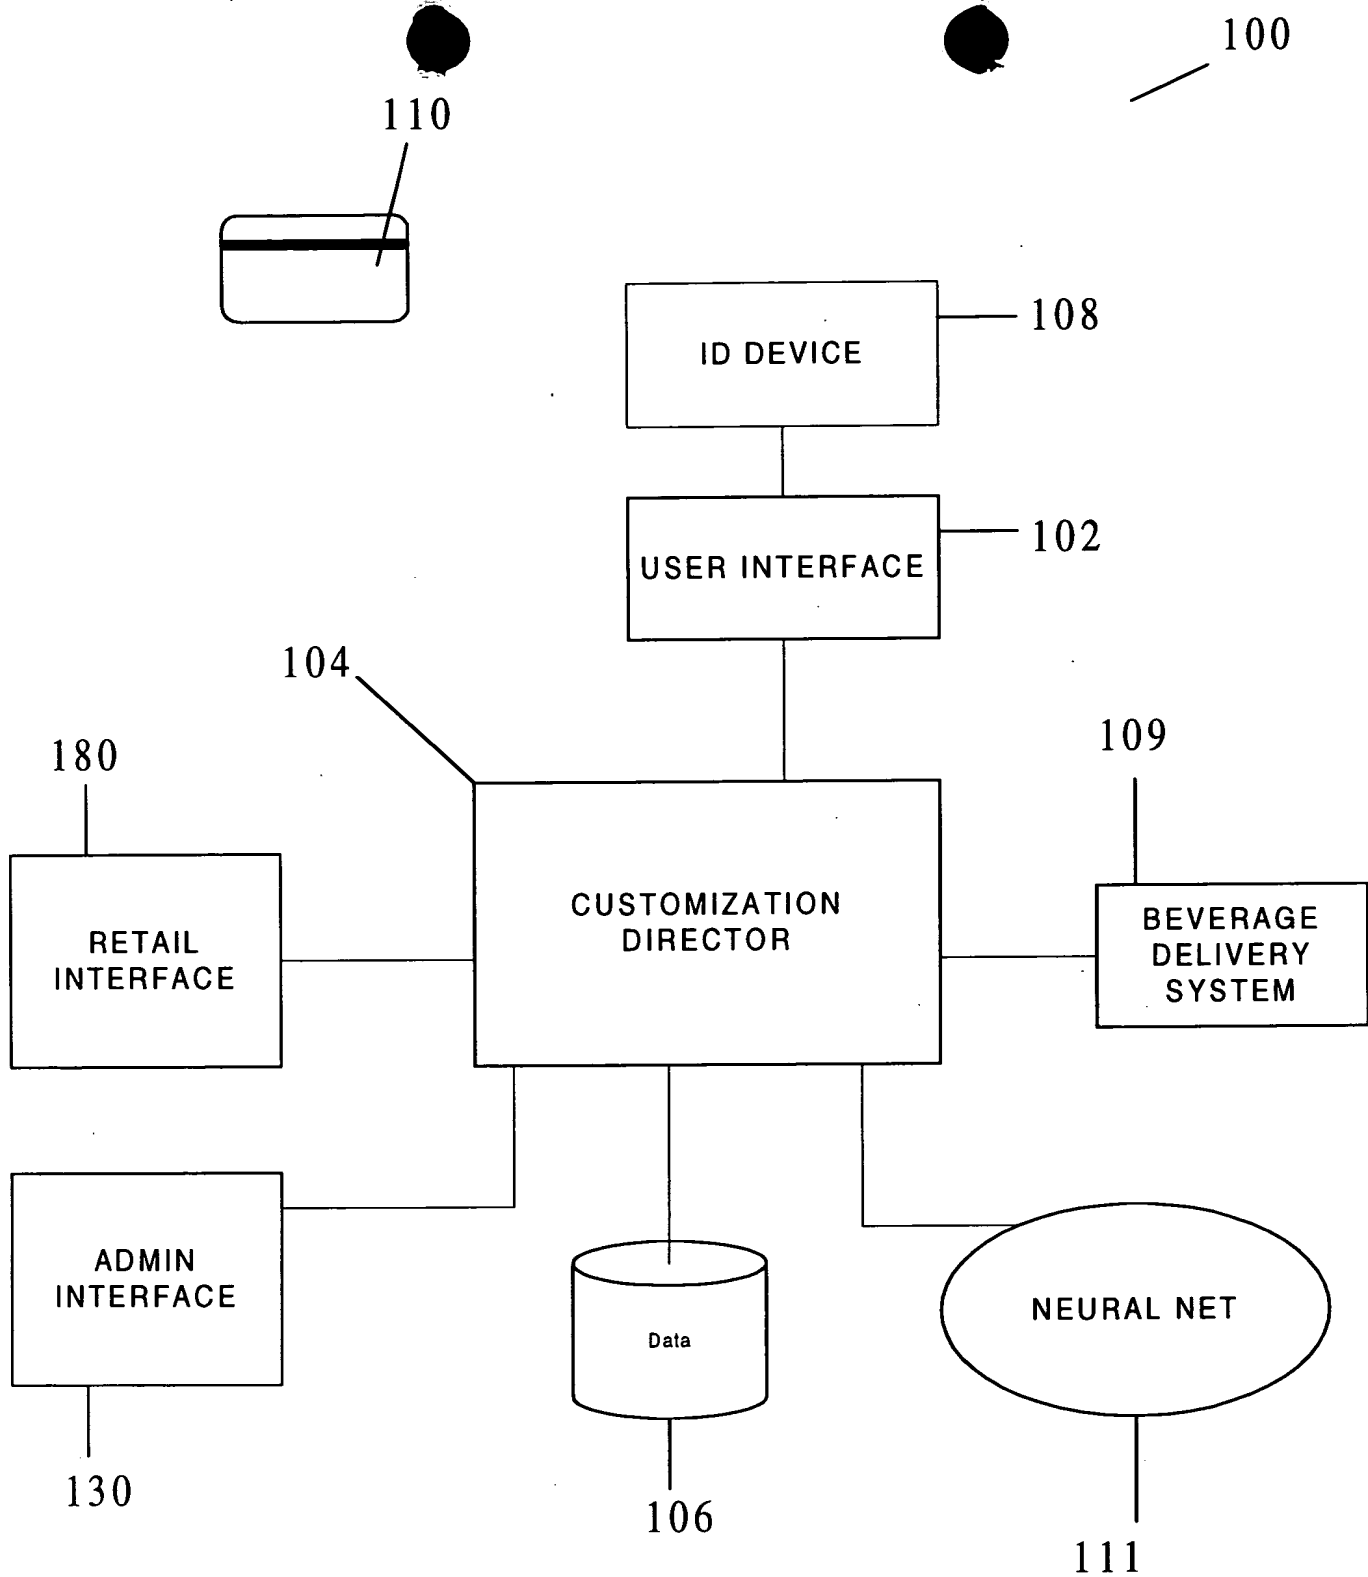 100
110
108
ID DEVICE
102
USER INTERFACE
104
180
109
CUSTOMIZATION
DIRECTOR
BEVERAGE
DELIVERY
SYSTEM
RETAIL
INTERFACE
ADMIN
INTERFACE
NEURAL NET
Data
130
106
111